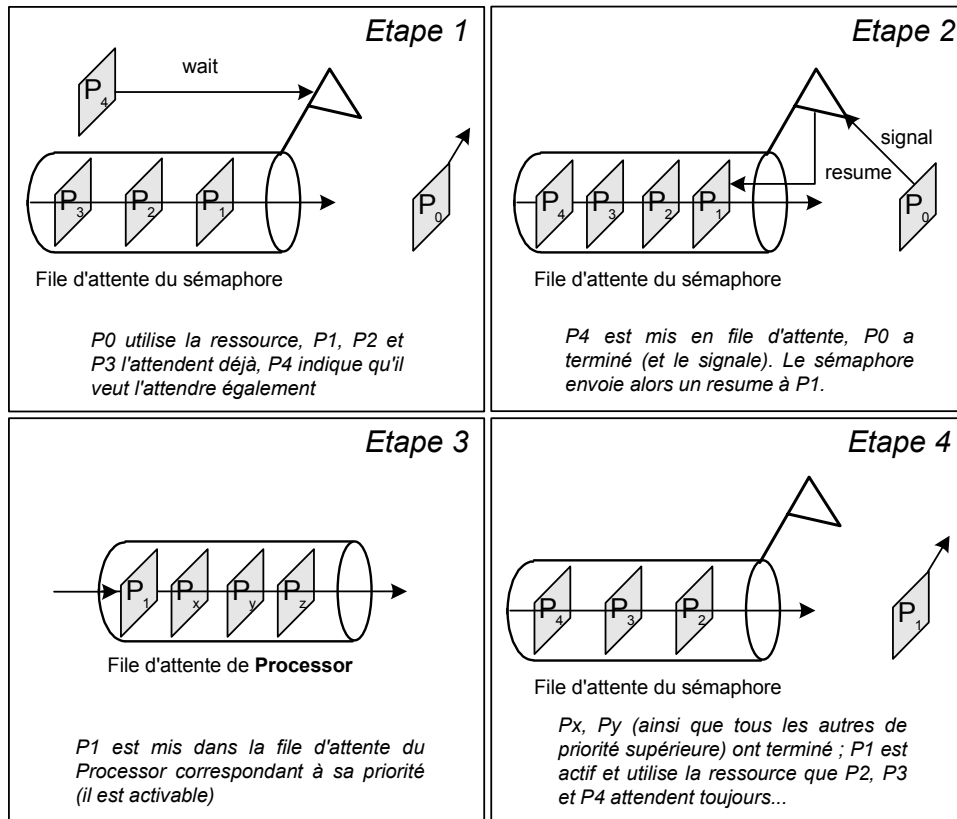 Etape 1
wait
P4
P3 P2 P1
P0
File d'attente du sémaphore
P0 utilise la ressource, P1, P2 et
P3 l'attendent déjà, P4 indique qu'il
veut l'attendre également
Etape 2
signal
resume
P4 P3 P2 P1
P0
File d'attente du sémaphore
P4 est mis en file d'attente, P0 a
terminé (et le signale). Le sémaphore
envoie alors un resume à P1.
Etape 3
P1 Px Py Pz
File d'attente de Processor
P1 est mis dans la file d'attente du
Processor correspondant à sa priorité
(il est activable)
Etape 4
P4 P3 P2
P1
File d'attente du sémaphore
Px, Py (ainsi que tous les autres de
priorité supérieure) ont terminé ; P1 est
actif et utilise la ressource que P2, P3
et P4 attendent toujours...